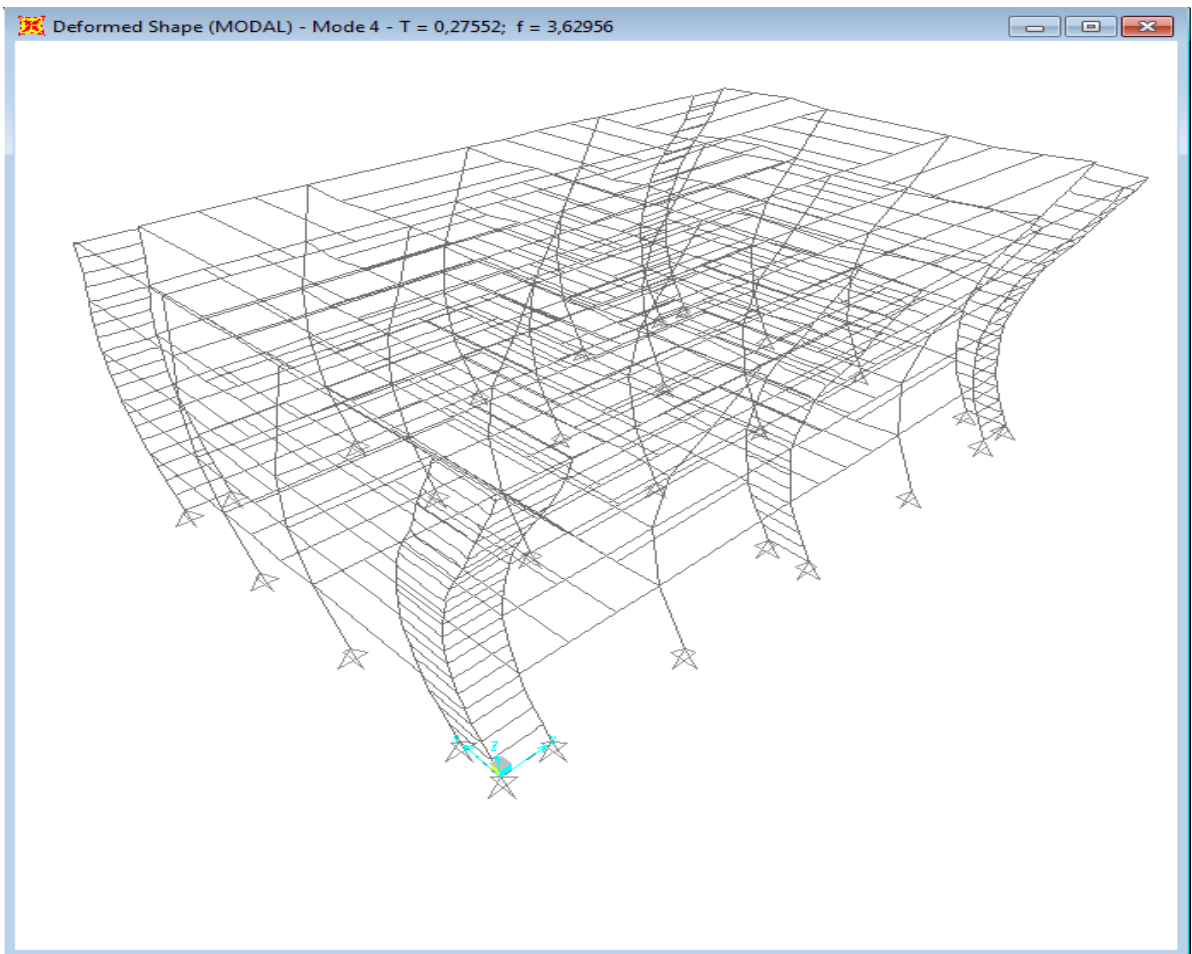 Deformed Shape (MODAL) - Mode 4 - T = 0,27552; f = 3,62956
Z